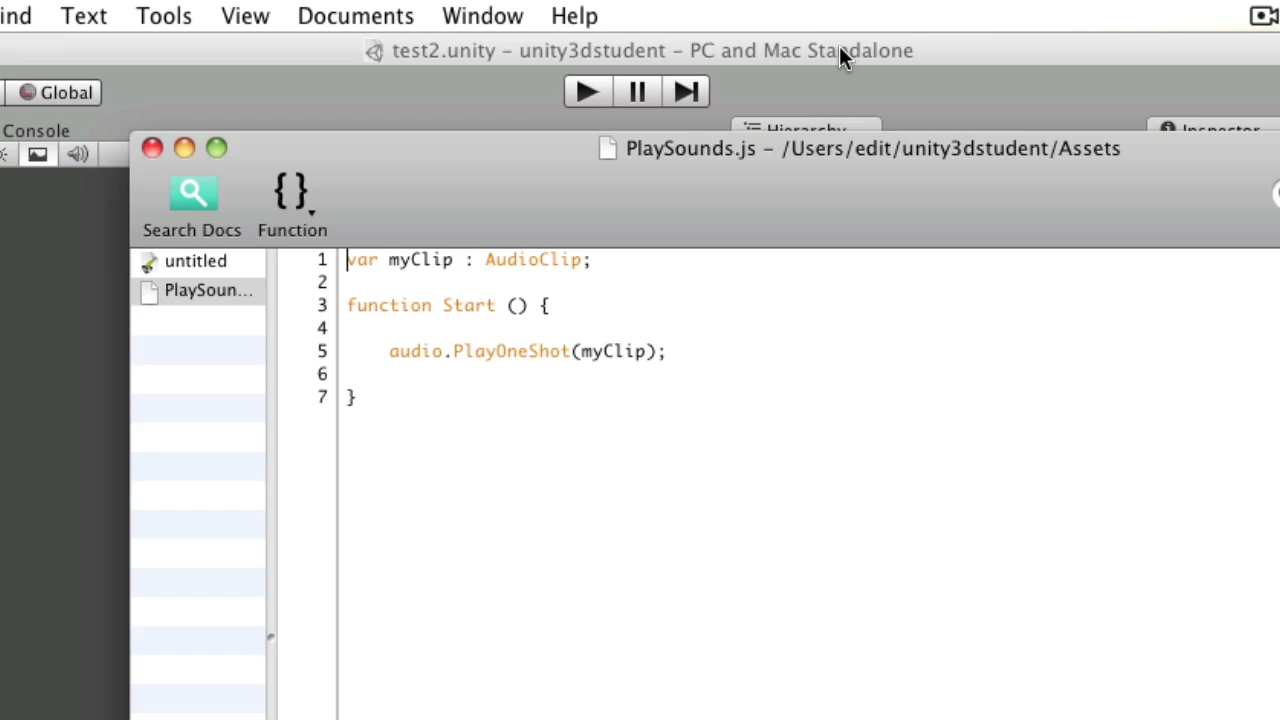 ind Text Tools View Documents Window Help
test2.unity – unity3dstudent – PC and Mac Standalone
Global
Console
Hierarchy
Inspector
PlaySounds.js – /Users/edit/unity3dstudent/Assets
{ }
Search Docs Function
untitled
PlaySoun...
1 var myClip : AudioClip;
2
3 function Start () {
4
5 audio.PlayOneShot(myClip);
6
7 }